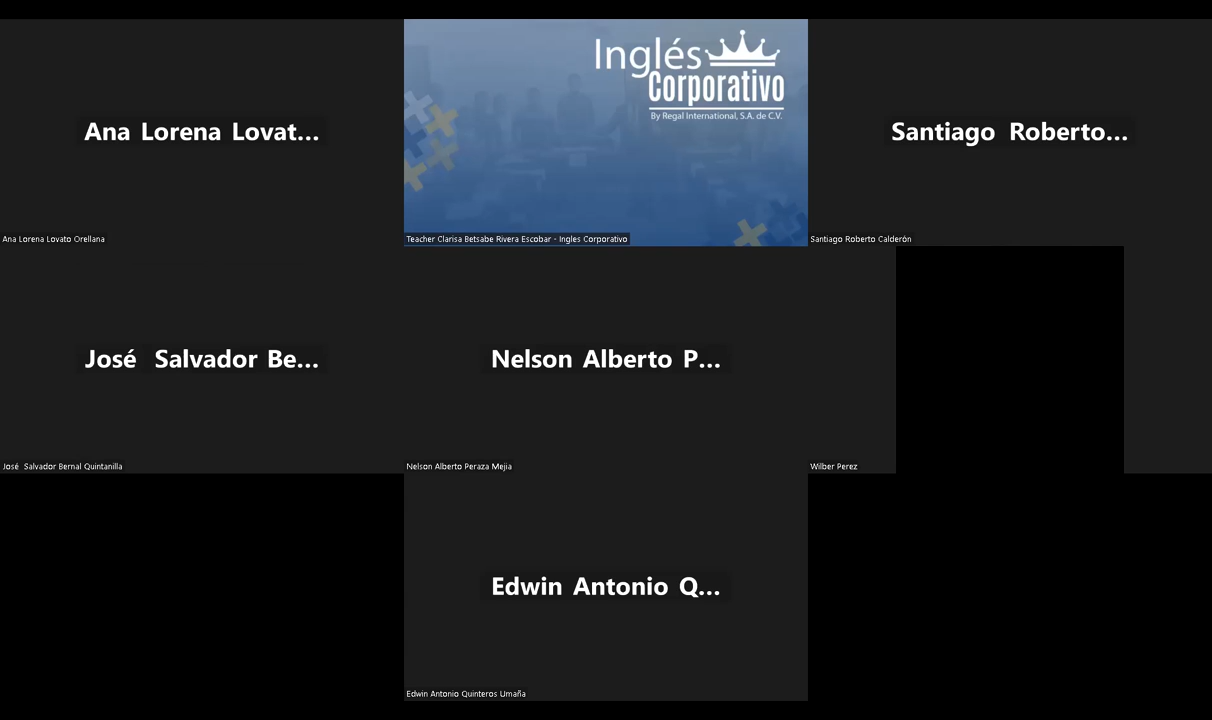 Ana Lorena Lovat...
Ana Lorena Lovato Orellana
Inglés
Corporativo
By Regal International, S.A. de C.V.
Teacher Clarisa Betsabe Rivera Escobar - Ingles Corporativo
Santiago Roberto...
Santiago Roberto Calderón
José Salvador Be...
José Salvador Bernal Quintanilla
Nelson Alberto P...
Nelson Alberto Peraza Mejia
Wilber Perez
Edwin Antonio Q...
Edwin Antonio Quinteros Umaña